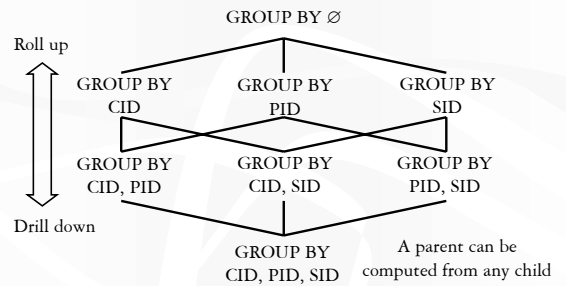 GROUP BY ∅
Roll up
GROUP BY
CID
GROUP BY
PID
GROUP BY
SID
GROUP BY
CID, PID
GROUP BY
CID, SID
GROUP BY
PID, SID
Drill down
GROUP BY
CID, PID, SID
A parent can be
computed from any child